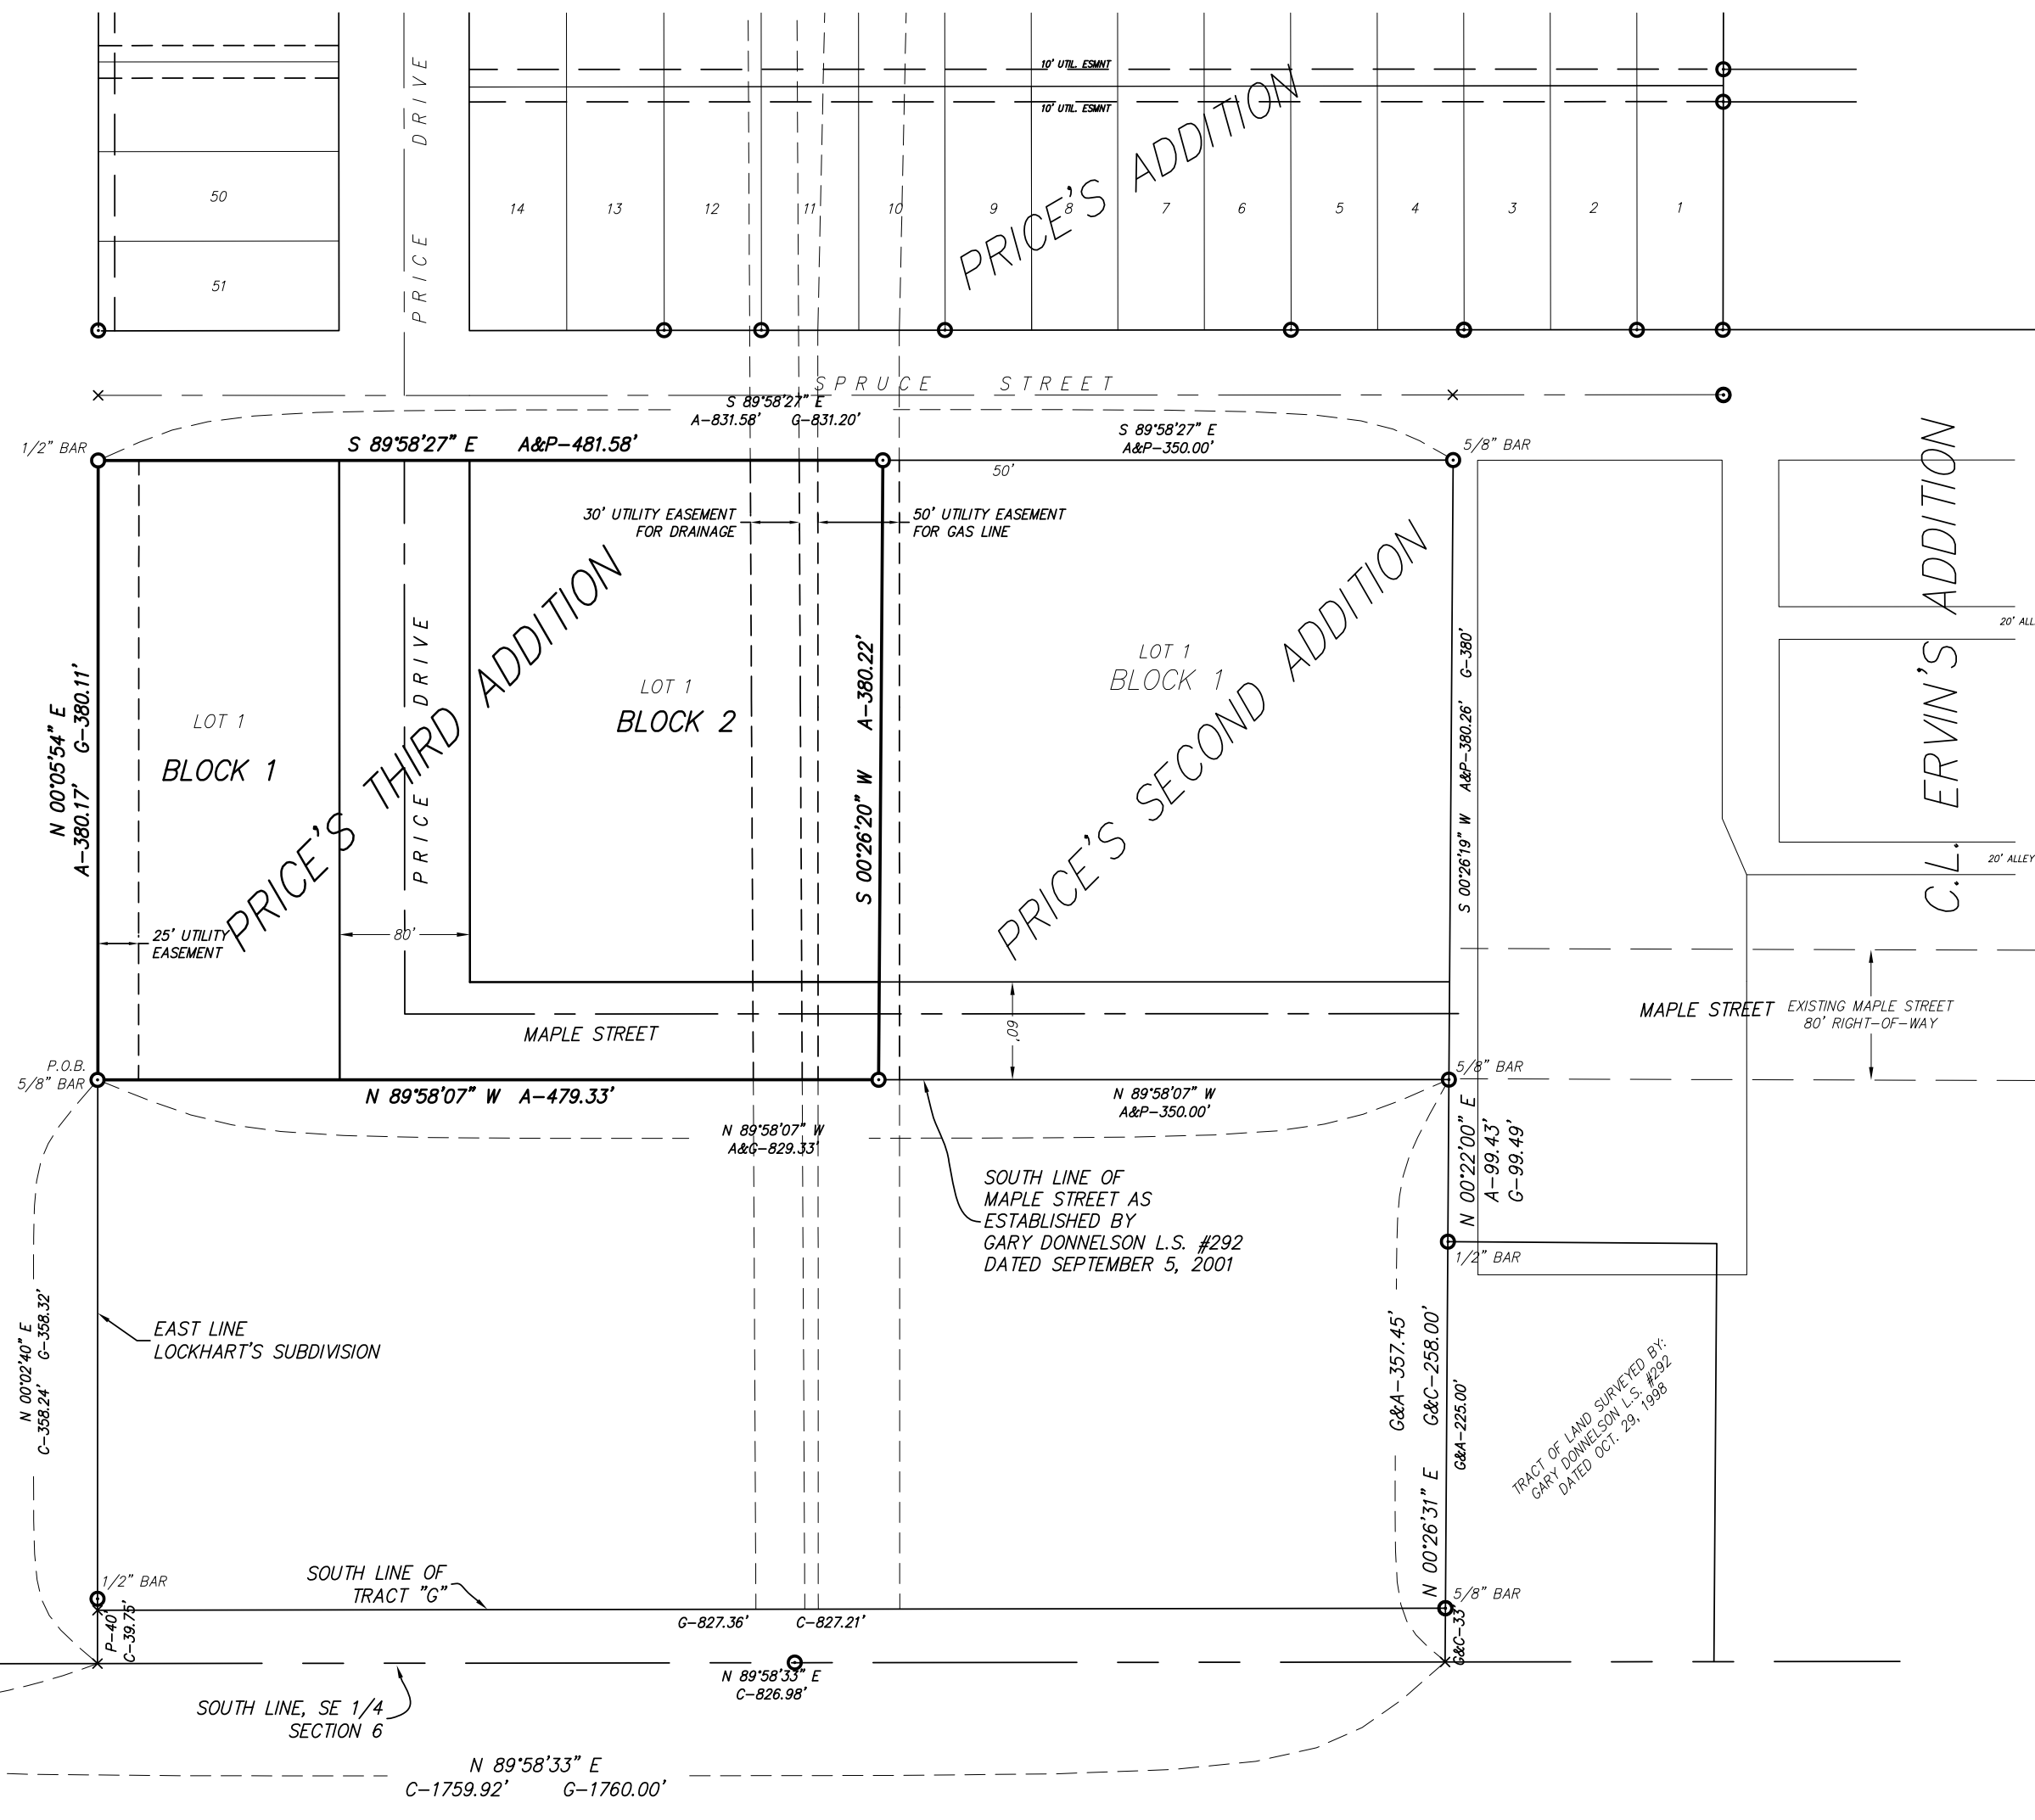 10' UTIL. ESMNT
10' UTIL. ESMNT
PRICE DRIVE
PRICE'S ADDITION
50
51
14
13
12
11
10
9
8
7
6
5
4
3
2
1
SPRUCE STREET
S 89°58'27" E
A-831.58' G-831.20'
1/2" BAR
S 89°58'27" E A&P-481.58'
S 89°58'27" E
A&P-350.00'
50'
5/8" BAR
30' UTILITY EASEMENT
FOR DRAINAGE
50' UTILITY EASEMENT
FOR GAS LINE
C.L. ERVIN'S ADDITION
20' ALL
20' ALLEY
N 00°05'54" E
A-380.17' G-380.11'
LOT 1
BLOCK 1
PRICE'S THIRD ADDITION
PRICE DRIVE
LOT 1
BLOCK 2
S 00°26'20" W A-380.22'
LOT 1
BLOCK 1
PRICE'S SECOND ADDITION
S 00°26'19" W A&P-380.26' G-380'
25' UTILITY
EASEMENT
80'
60'
MAPLE STREET
MAPLE STREET
EXISTING MAPLE STREET
80' RIGHT-OF-WAY
P.O.B.
5/8" BAR
N 89°58'07" W A-479.33'
N 89°58'07" W
A&P-350.00'
5/8" BAR
N 89°58'07" W
A&G-829.33'
N 00°22'00" E
A-99.43'
G-99.49'
SOUTH LINE OF
MAPLE STREET AS
ESTABLISHED BY
GARY DONNELSON L.S. #292
DATED SEPTEMBER 5, 2001
1/2" BAR
EAST LINE
LOCKHART'S SUBDIVISION
N 00°02'40" E
C-358.24' G-358.32'
G&A-357.45'
N 00°26'31" E G&C-258.00'
G&A-225.00'
TRACT OF LAND SURVEYED BY:
GARY DONNELSON L.S. #292
DATED OCT. 29, 1998
1/2" BAR
SOUTH LINE OF
TRACT "G"
5/8" BAR
P-40'
C-39.75'
G-827.36' C-827.21'
G&C-33'
N 89°58'33" E
C-826.98'
SOUTH LINE, SE 1/4
SECTION 6
N 89°58'33" E
C-1759.92' G-1760.00'